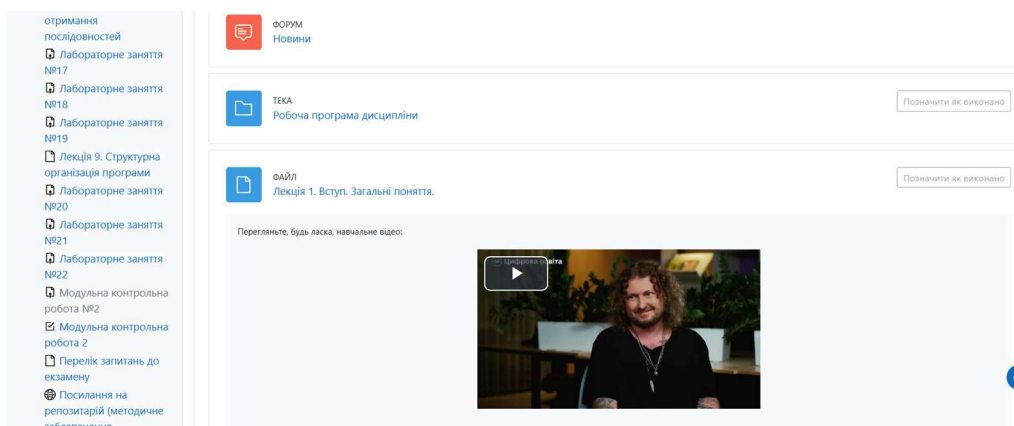 отримання
послідовностей
Лабораторне заняття
№17
Лабораторне заняття
№18
Лабораторне заняття
№19
Лекція 9. Структурна
організація програми
Лабораторне заняття
№20
Лабораторне заняття
№21
Лабораторне заняття
№22
Модульна контрольна
робота №2
Модульна контрольна
робота 2
Перелік запитань до
екзамену
Посилання на
репозитарій (методичне
забезпечення
ФОРУМ
Новини
ТЕКА
Робоча програма дисципліни
Позначити як виконано
ФАЙЛ
Лекція 1. Вступ. Загальні поняття.
Позначити як виконано
Перегляньте, будь ласка, навчальне відео:
Цифрова освіта